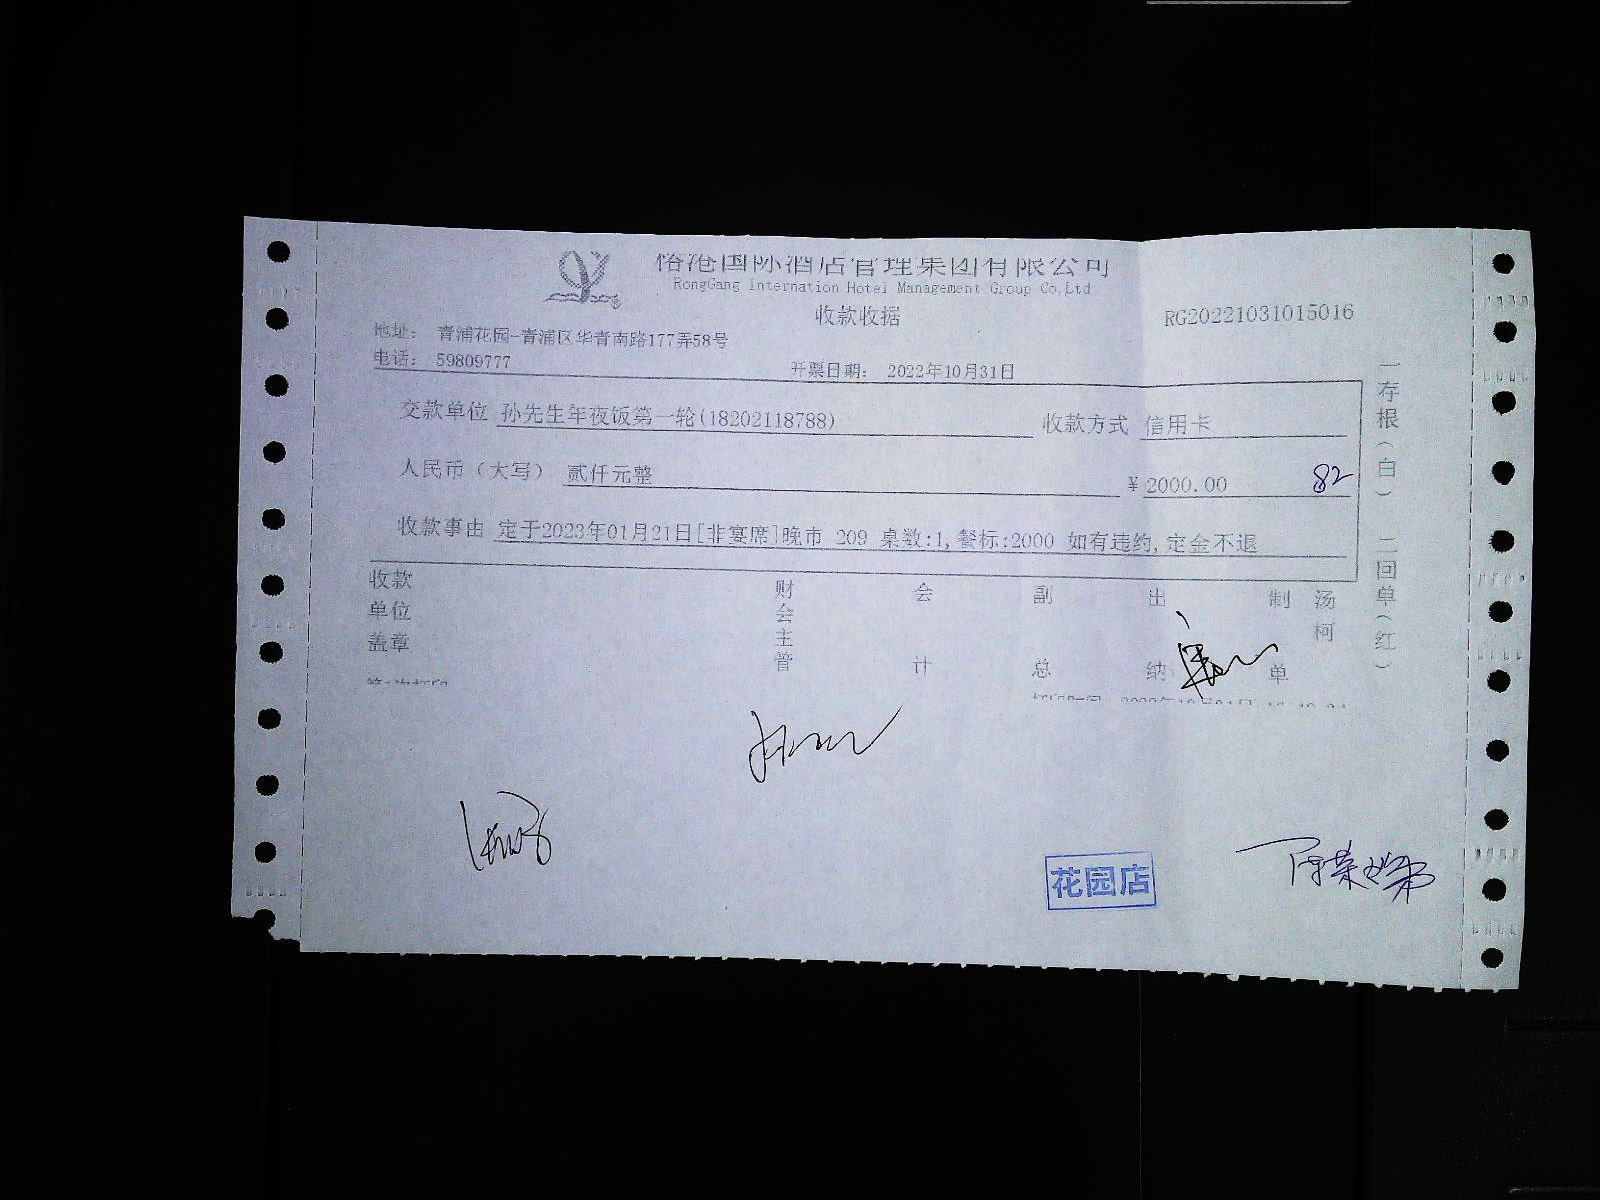 国际酒店管理集团有限公司
RongGang Internation Hotel Management Group Co,Ltd
收款收据
RG20221031015016
地址： 青浦花园-青浦区华青南路177弄58号
电话： 59809777
开票日期： 2022年10月31日
交款单位 孙先生年夜饭第一轮(18202118788) 收款方式 信用卡
人民币（大写） 贰仟元整 ¥2000.00 82
收款事由 定于2023年01月21日[非宴席]晚市 209 桌数:1,餐标:2000 如有违约,定金不退
收款单位盖章 财会主管 会计 副总 出纳 制单 汤柯
一存根（白） 二回单（红）
花园店